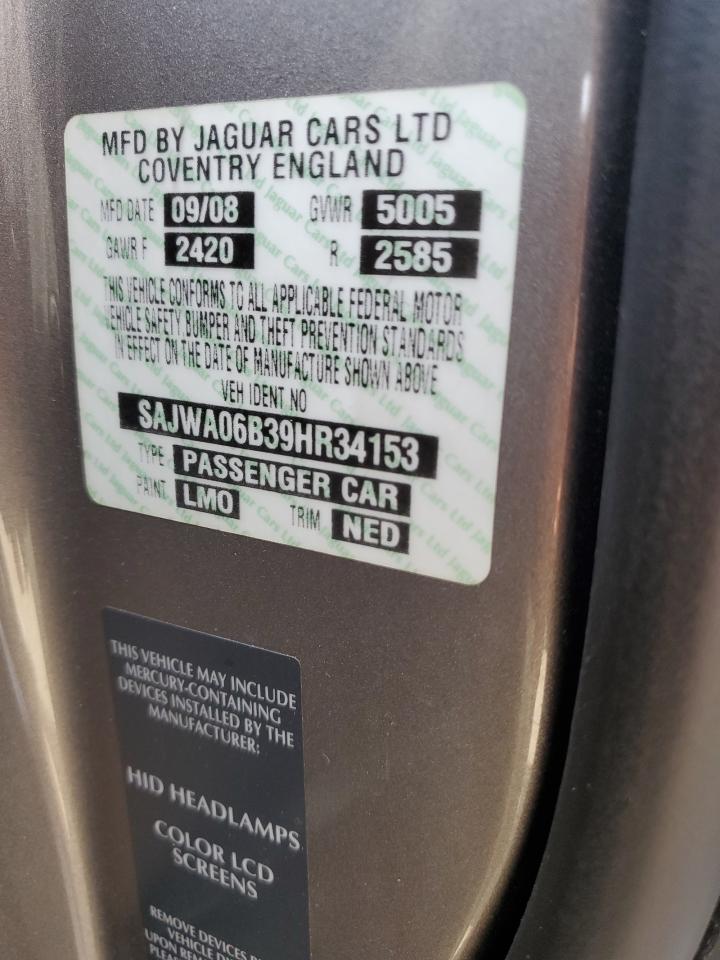 MFD BY JAGUAR CARS LTD
COVENTRY ENGLAND
MFD DATE 09/08 GVWR 5005
GAWR F 2420 R 2585
THIS VEHICLE CONFORMS TO ALL APPLICABLE FEDERAL MOTOR
VEHICLE SAFETY BUMPER AND THEFT PREVENTION STANDARDS
IN EFFECT ON THE DATE OF MANUFACTURE SHOWN ABOVE
VEH IDENT NO
SAJWA06B39HR34153
TYPE PASSENGER CAR
PAINT LMO TRIM NED
THIS VEHICLE MAY INCLUDE
MERCURY-CONTAINING
DEVICES INSTALLED BY THE
MANUFACTURER:
HID HEADLAMPS
COLOR LCD
SCREENS
REMOVE DEVICES
VEHICLE
UPON